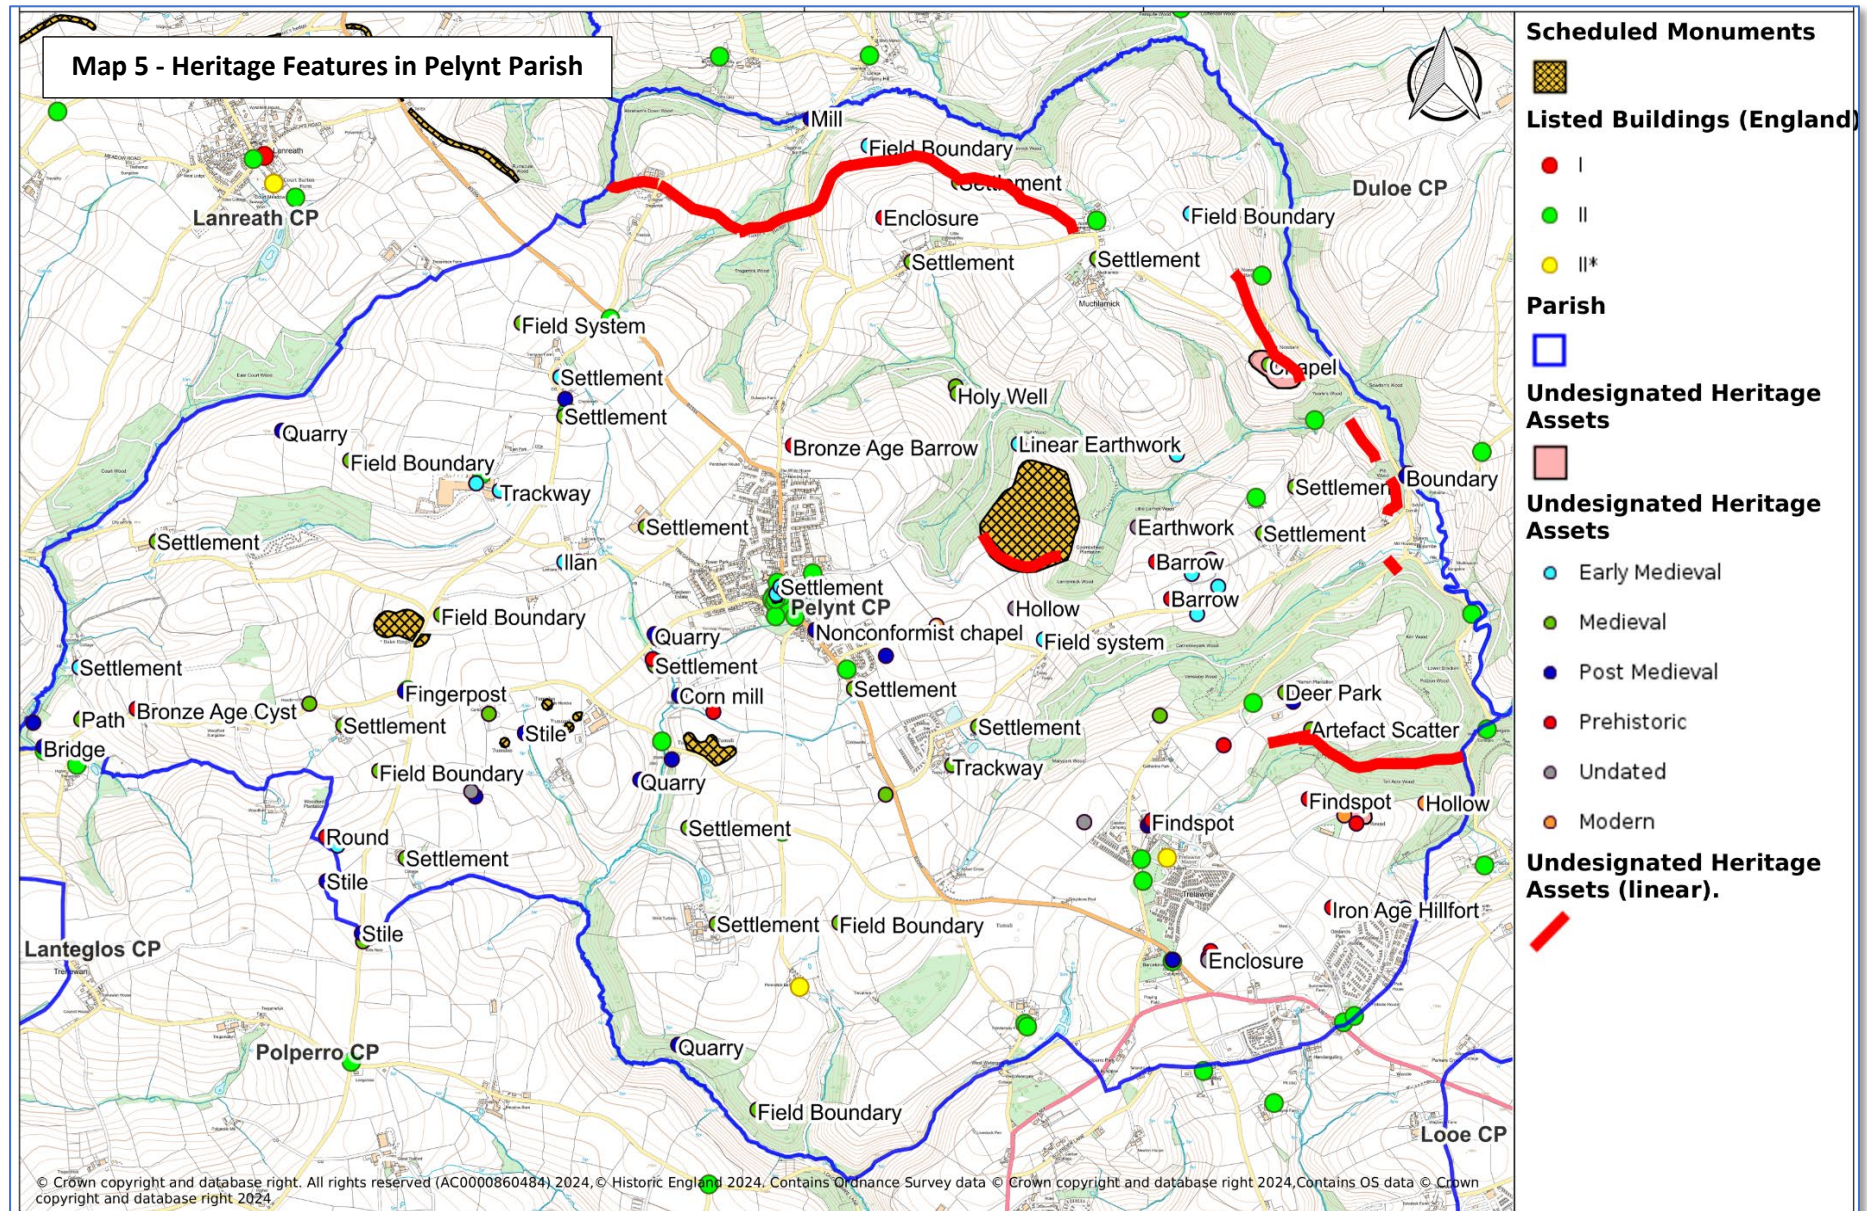 Map 5 - Heritage Features in Pelynt Parish
Mill
Field Boundary
Settlement
Lanreath
Duloe CP
Lanreath CP
Enclosure
Field Boundary
Settlement
Settlement
Muchlarnick
Field System
Settlement
Chapel
Holy Well
Settlement
Quarry
Bronze Age Barrow
Linear Earthwork
Field Boundary
Boundary
Trackway
Settlemen
Settlement
Earthwork
Settlement
Settlement
Ilan
Barrow
Settlement
Barrow
Pelynt CP
Hollow
Field Boundary
Nonconformist chapel
Quarry
Field system
Settlement
Settlement
Fingerpost
Corn mill
Settlement
Deer Park
Bronze Age Cyst
Path
Settlement
Stile
Settlement
Artefact Scatter
Bridge
Trackway
Field Boundary
Quarry
Findspot
Hollow
Settlement
Findspot
Round
Settlement
Stile
Trelawne
Iron Age Hillfort
Settlement
Field Boundary
Tumuli
Stile
Lanteglos CP
Enclosure
Quarry
Polperro CP
Field Boundary
Looe CP
© Crown copyright and database right. All rights reserved (AC0000860484) 2024,© Historic England 2024. Contains Ordnance Survey data © Crown copyright and database right 2024,Contains OS data © Crown
copyright and database right 2024,
Scheduled Monuments
Listed Buildings (England)
I
II
II*
Parish
Undesignated Heritage
Assets
Undesignated Heritage
Assets
Early Medieval
Medieval
Post Medieval
Prehistoric
Undated
Modern
Undesignated Heritage
Assets (linear).